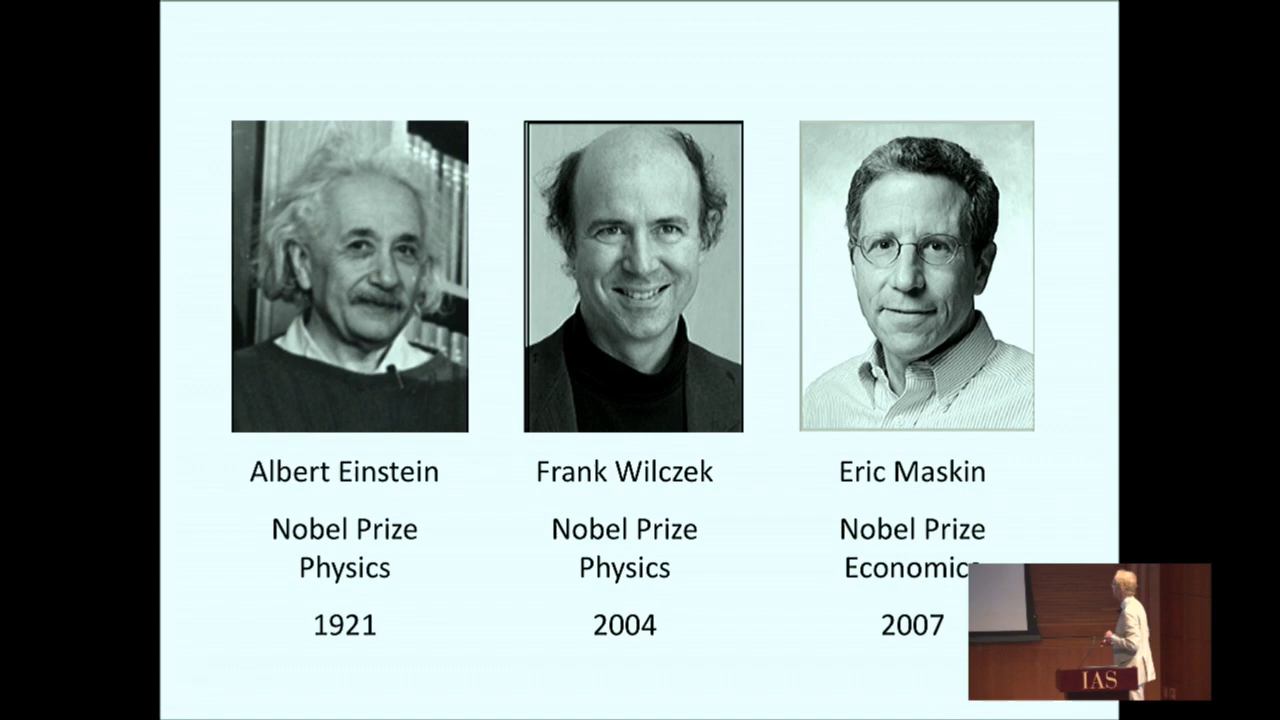 Albert Einstein
Nobel Prize
Physics
1921
Frank Wilczek
Nobel Prize
Physics
2004
Eric Maskin
Nobel Prize
Economics
2007
IAS